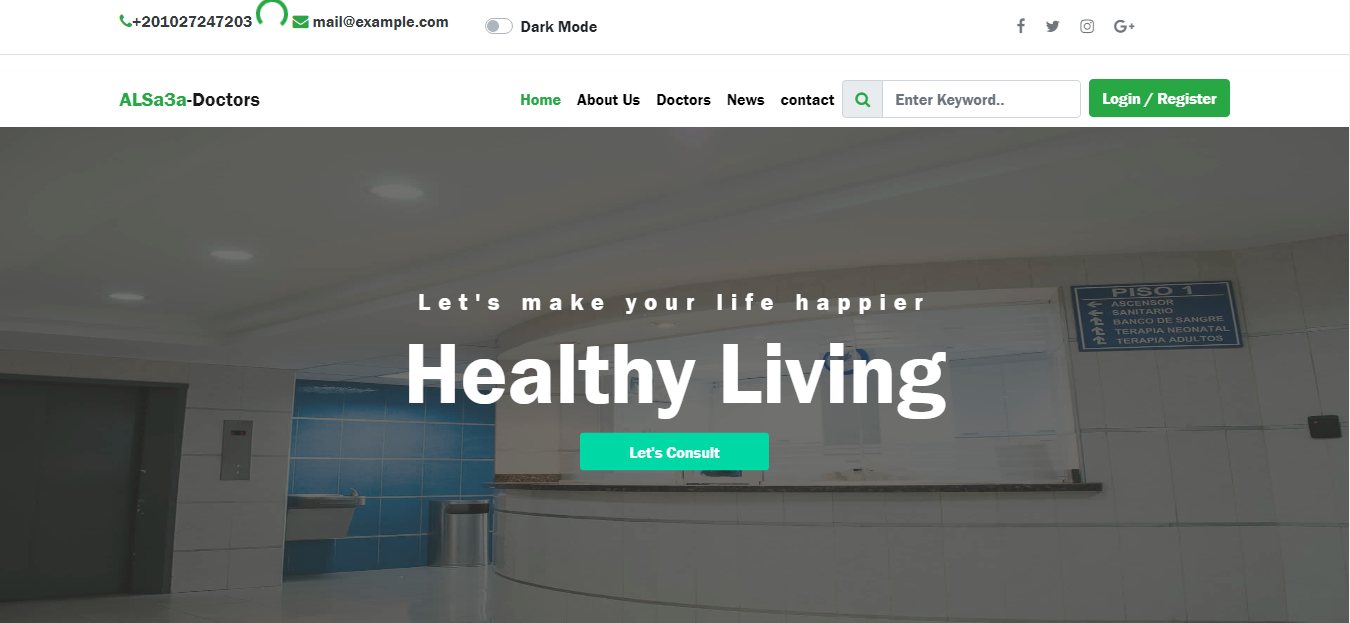 +201027247203 mail@example.com Dark Mode
ALSa3a-Doctors Home About Us Doctors News contact Enter Keyword.. Login / Register
Let's make your life happier
Healthy Living
Let's Consult
PISO 1
ASCENSOR
SANITARIO
BANCO DE SANGRE
TERAPIA NEONATAL
TERAPIA ADULTOS